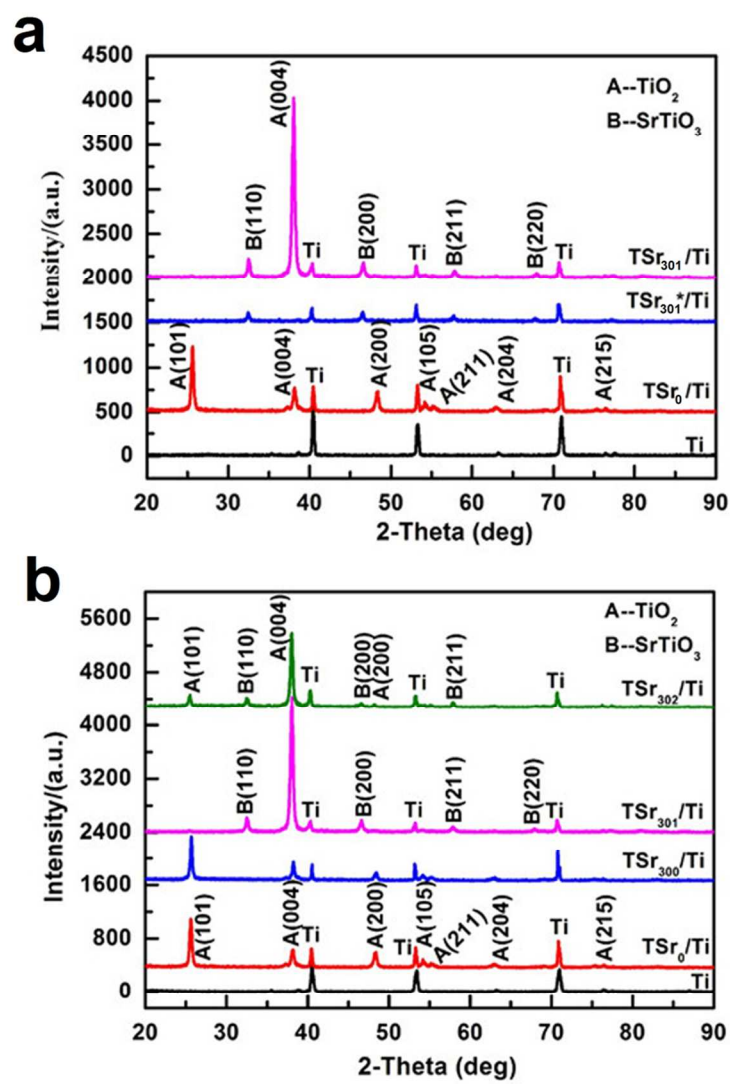 a
4500
4000
3500
3000
2500
2000
1500
1000
500
0
Intensity/(a.u.)
A--TiO₂
B--SrTiO₃
B(110)
A(004)
Ti
B(200)
Ti
B(211)
B(220)
Ti
TSr₃₀₁/Ti
TSr₃₀₁*/Ti
A(101)
A(004)
A(200)
A(105)
A(211)
A(204)
Ti
A(215)
TSr₀/Ti
Ti
20 30 40 50 60 70 80 90
2-Theta (deg)
b
5600
4800
4000
3200
2400
1600
800
0
Intensity/(a.u.)
A--TiO₂
B--SrTiO₃
A(101)
B(110)
A(004)
Ti
B(200)
A(200)
Ti
B(211)
Ti
TSr₃₀₂/Ti
B(110)
Ti
B(200)
Ti
B(211)
B(220)
Ti
TSr₃₀₁/Ti
TSr₃₀₀/Ti
A(101)
A(004)
Ti
A(200)
Ti
A(105)
A(211)
A(204)
Ti
A(215)
TSr₀/Ti
Ti
20 30 40 50 60 70 80 90
2-Theta (deg)